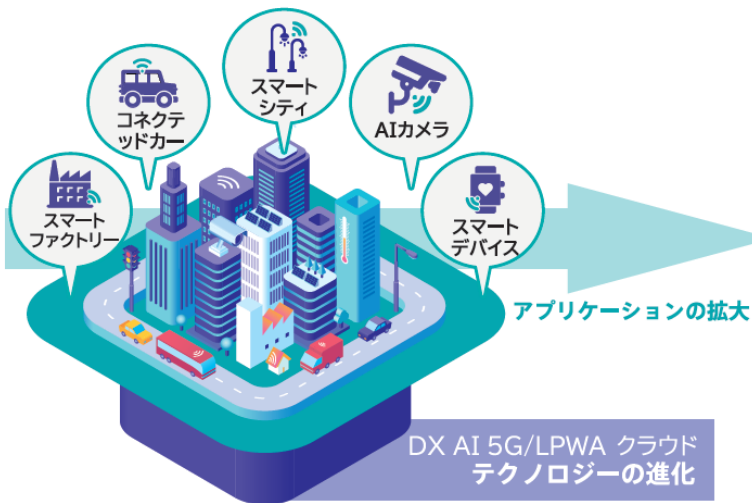 スマート
ファクトリー
コネクテ
ッドカー
スマート
シティ
AIカメラ
スマート
デバイス
アプリケーションの拡大
DX AI 5G/LPWA クラウド
テクノロジーの進化